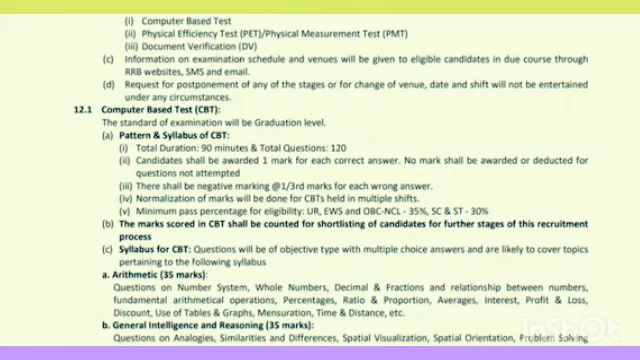 (i) Computer Based Test
(ii) Physical Efficiency Test (PET)/Physical Measurement Test (PMT)
(iii) Document Verification (DV)
(c) Information on examination schedule and venues will be given to eligible candidates in due course through
RRB websites, SMS and email.
(d) Request for postponement of any of the stages or for change of venue, date and shift will not be entertained
under any circumstances.
12.1 Computer Based Test (CBT):
The standard of examination will be Graduation level.
(a) Pattern & Syllabus of CBT:
(i) Total Duration: 90 minutes & Total Questions: 120
(ii) Candidates shall be awarded 1 mark for each correct answer. No mark shall be awarded or deducted for
questions not attempted
(iii) There shall be negative marking @1/3rd marks for each wrong answer.
(iv) Normalization of marks will be done for CBTs held in multiple shifts.
(v) Minimum pass percentage for eligibility: UR, EWS and OBC-NCL - 35%, SC & ST - 30%
(b) The marks scored in CBT shall be counted for shortlisting of candidates for further stages of this recruitment
process
(c) Syllabus for CBT: Questions will be of objective type with multiple choice answers and are likely to cover topics
pertaining to the following syllabus
a. Arithmetic (35 marks):
Questions on Number System, Whole Numbers, Decimal & Fractions and relationship between numbers,
fundamental arithmetical operations, Percentages, Ratio & Proportion, Averages, Interest, Profit & Loss,
Discount, Use of Tables & Graphs, Mensuration, Time & Distance, etc.
b. General Intelligence and Reasoning (35 marks):
Questions on Analogies, Similarities and Differences, Spatial Visualization, Spatial Orientation, Problem Solving
InShOt